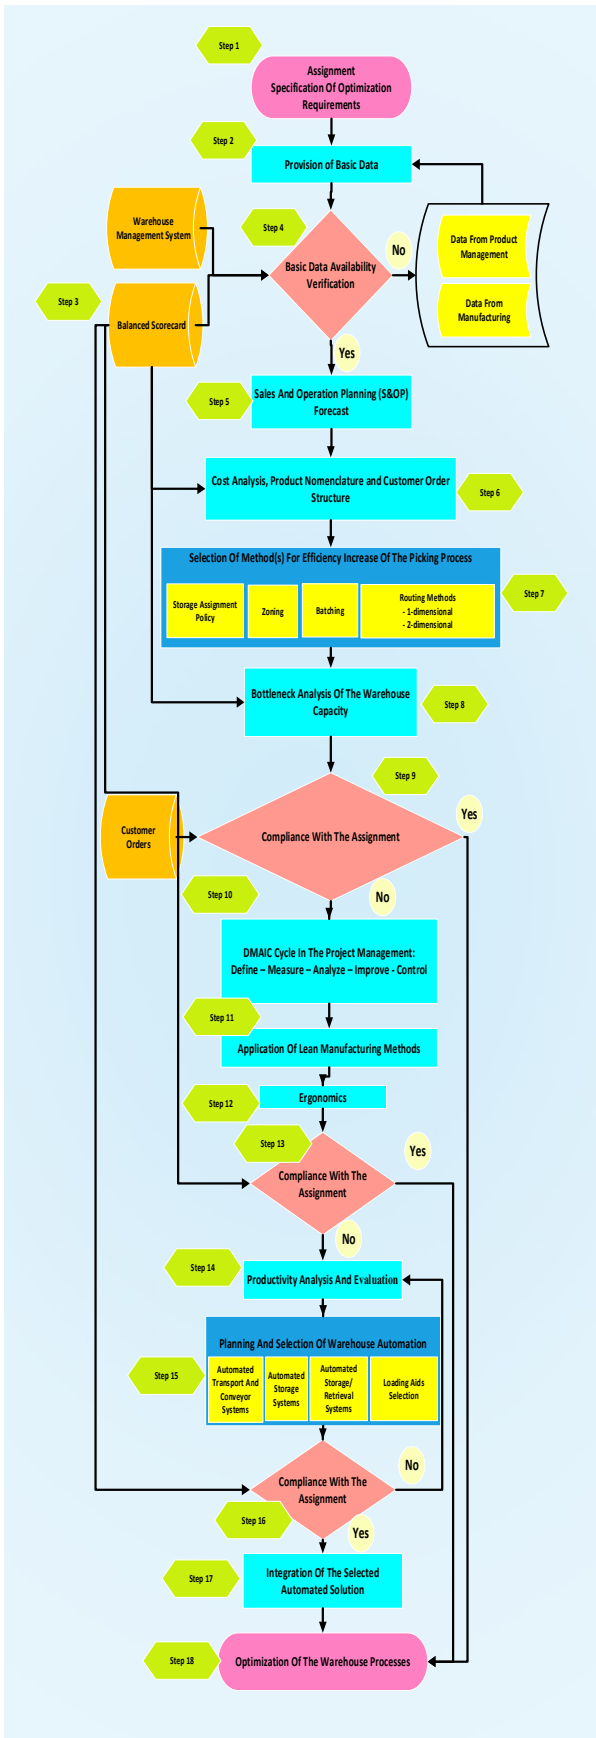 Step 1
Assignment
Specification Of Optimization
Requirements
Step 2
Provision of Basic Data
Warehouse
Management System
Step 4
Basic Data Availability
Verification
No
Data From Product
Management
Data From
Manufacturing
Step 3
Balanced Scorecard
Yes
Step 5
Sales And Operation Planning (S&OP)
Forecast
Cost Analysis, Product Nomenclature and Customer Order
Structure
Step 6
Selection Of Method(s) For Efficiency Increase Of The Picking Process
Storage Assignment
Policy
Zoning
Batching
Routing Methods
- 1-dimensional
- 2-dimensional
Step 7
Bottleneck Analysis Of The Warehouse
Capacity
Step 8
Step 9
Yes
Customer
Orders
Compliance With The Assignment
Step 10
No
DMAIC Cycle In The Project Management:
Define – Measure – Analyze – Improve - Control
Step 11
Application Of Lean Manufacturing Methods
Step 12
Ergonomics
Step 13
Yes
Compliance With The
Assignment
No
Step 14
Productivity Analysis And Evaluation
Planning And Selection Of Warehouse Automation
Step 15
Automated
Transport And
Conveyor
Systems
Automated
Storage
Systems
Automated
Storage/
Retrieval
Systems
Loading Aids
Selection
No
Compliance With The
Assignment
Step 16
Yes
Step 17
Integration Of The Selected
Automated Solution
Step 18
Optimization Of The Warehouse Processes